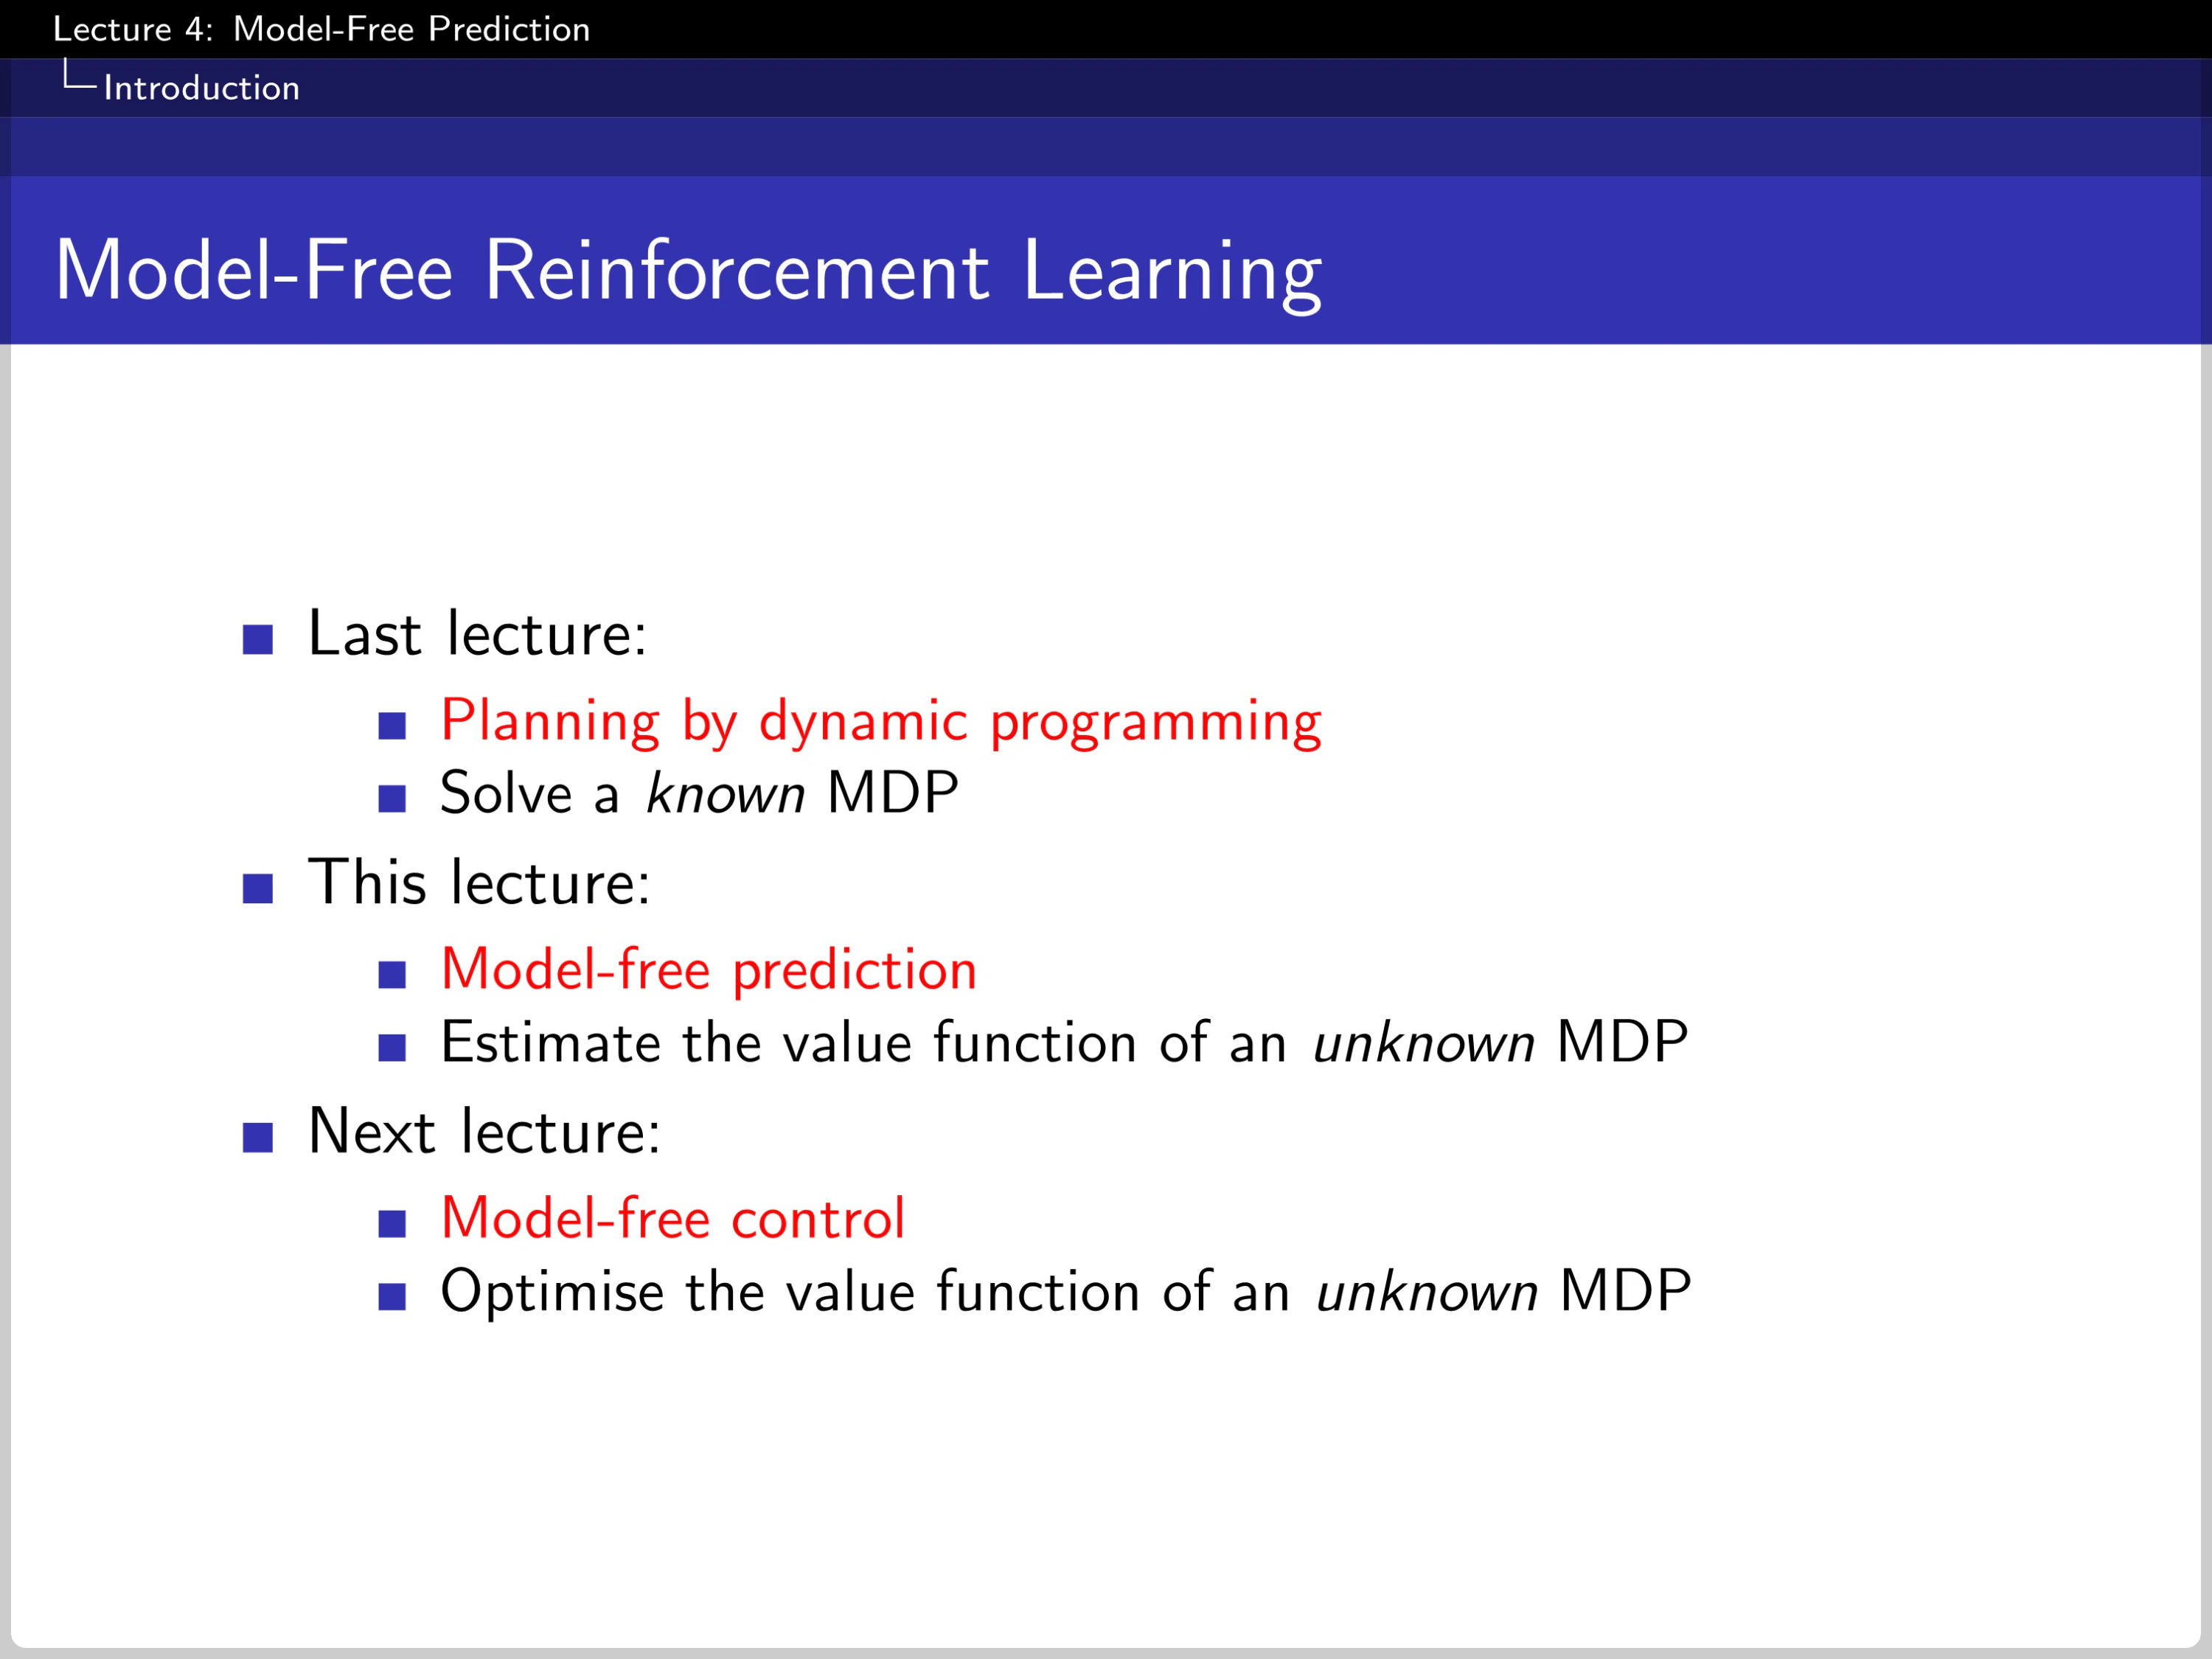 Lecture 4: Model-Free Prediction
Introduction
Model-Free Reinforcement Learning
Last lecture:
Planning by dynamic programming
Solve a known MDP
This lecture:
Model-free prediction
Estimate the value function of an unknown MDP
Next lecture:
Model-free control
Optimise the value function of an unknown MDP